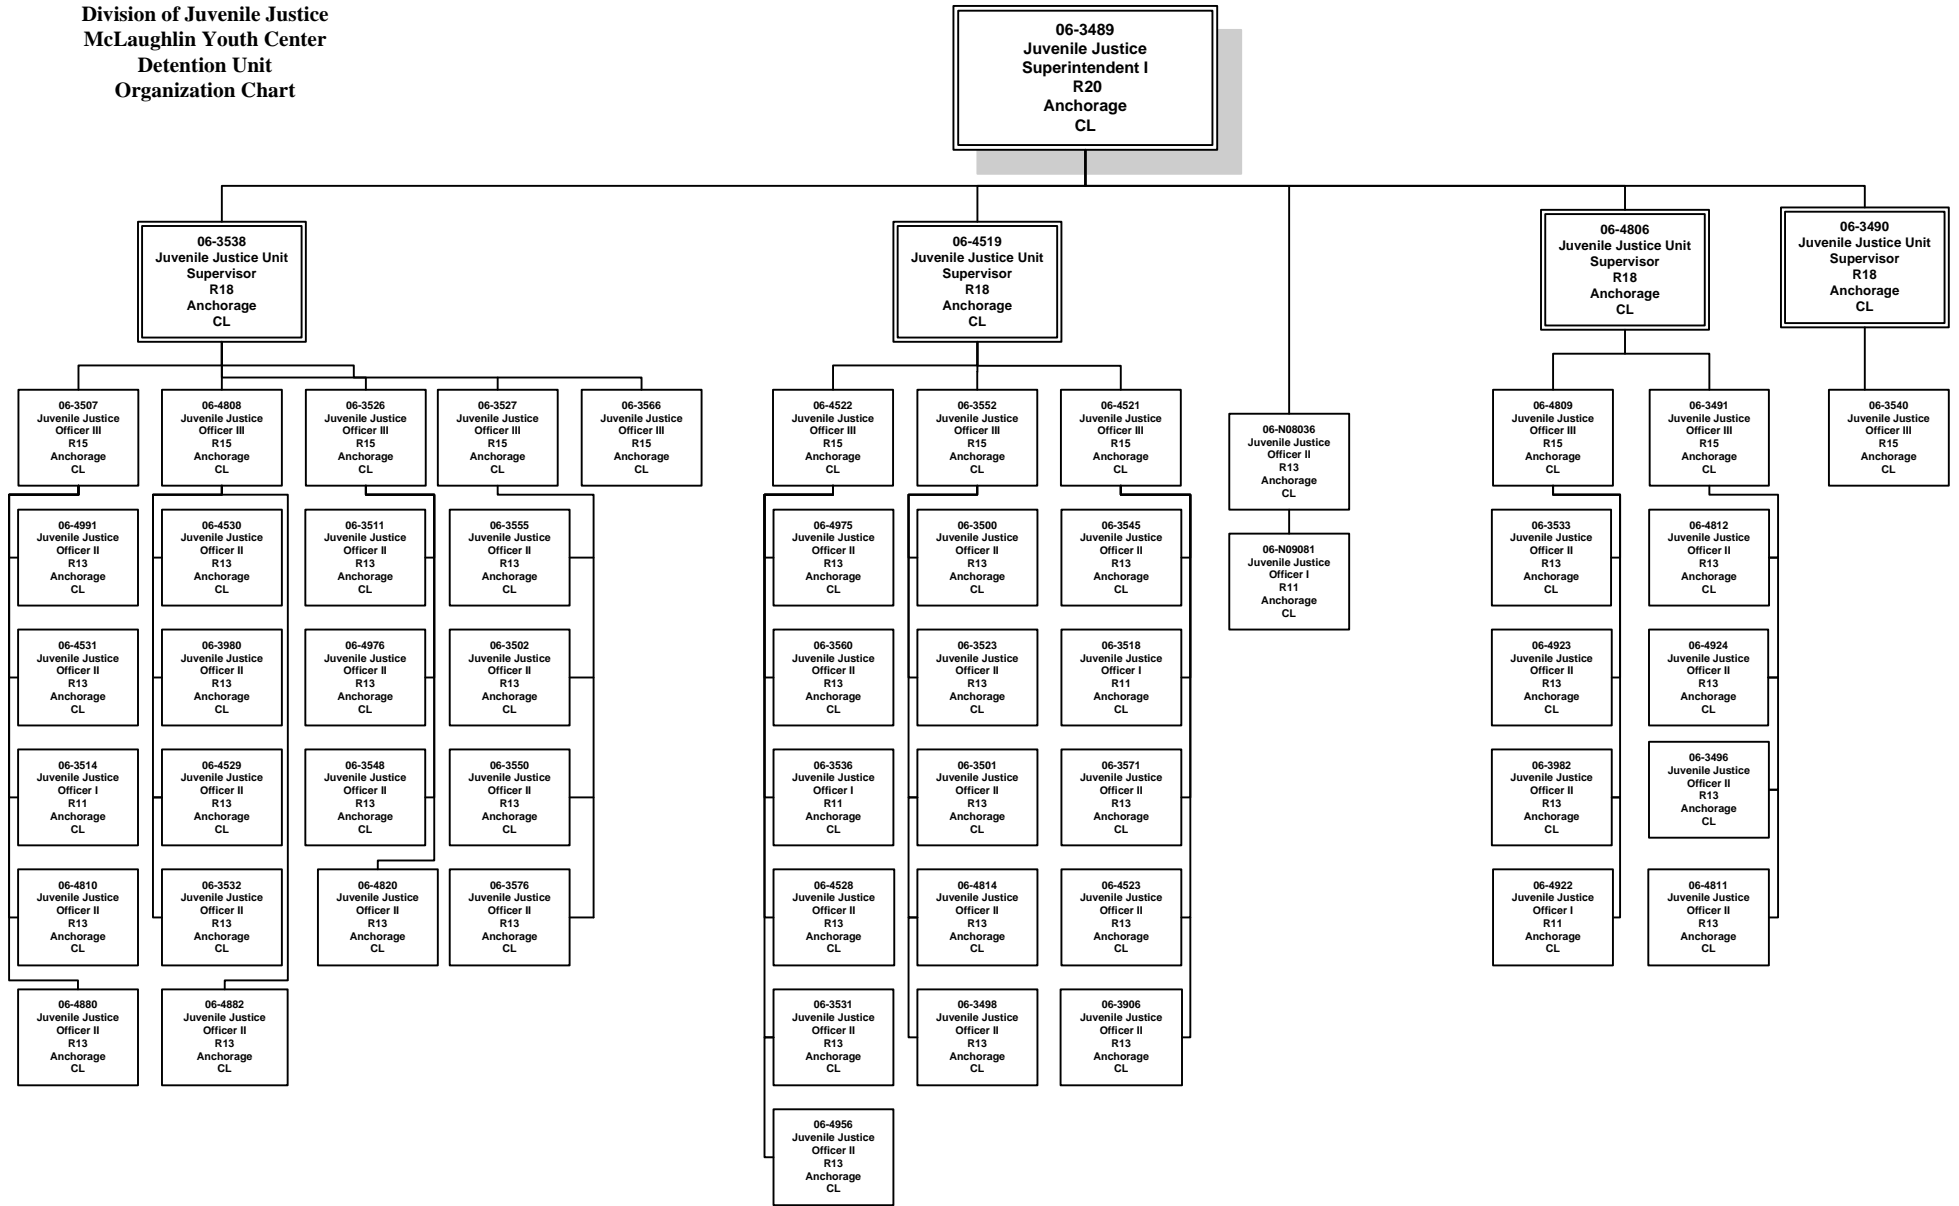 Division of Juvenile Justice
McLaughlin Youth Center
Detention Unit
Organization Chart
06-3489
Juvenile Justice
Superintendent I
R20
Anchorage
CL
06-3538
Juvenile Justice Unit
Supervisor
R18
Anchorage
CL
06-4519
Juvenile Justice Unit
Supervisor
R18
Anchorage
CL
06-4806
Juvenile Justice Unit
Supervisor
R18
Anchorage
CL
06-3490
Juvenile Justice Unit
Supervisor
R18
Anchorage
CL
06-3507
Juvenile Justice
Officer III
R15
Anchorage
CL
06-4808
Juvenile Justice
Officer III
R15
Anchorage
CL
06-3526
Juvenile Justice
Officer III
R15
Anchorage
CL
06-3527
Juvenile Justice
Officer III
R15
Anchorage
CL
06-3566
Juvenile Justice
Officer III
R15
Anchorage
CL
06-4522
Juvenile Justice
Officer III
R15
Anchorage
CL
06-3552
Juvenile Justice
Officer III
R15
Anchorage
CL
06-4521
Juvenile Justice
Officer III
R15
Anchorage
CL
06-N08036
Juvenile Justice
Officer II
R13
Anchorage
CL
06-4809
Juvenile Justice
Officer III
R15
Anchorage
CL
06-3491
Juvenile Justice
Officer III
R15
Anchorage
CL
06-3540
Juvenile Justice
Officer III
R15
Anchorage
CL
06-4991
Juvenile Justice
Officer II
R13
Anchorage
CL
06-4530
Juvenile Justice
Officer II
R13
Anchorage
CL
06-3511
Juvenile Justice
Officer II
R13
Anchorage
CL
06-3555
Juvenile Justice
Officer II
R13
Anchorage
CL
06-4975
Juvenile Justice
Officer II
R13
Anchorage
CL
06-3500
Juvenile Justice
Officer II
R13
Anchorage
CL
06-3545
Juvenile Justice
Officer II
R13
Anchorage
CL
06-N09081
Juvenile Justice
Officer I
R11
Anchorage
CL
06-3533
Juvenile Justice
Officer II
R13
Anchorage
CL
06-4812
Juvenile Justice
Officer II
R13
Anchorage
CL
06-4531
Juvenile Justice
Officer II
R13
Anchorage
CL
06-3980
Juvenile Justice
Officer II
R13
Anchorage
CL
06-4976
Juvenile Justice
Officer II
R13
Anchorage
CL
06-3502
Juvenile Justice
Officer II
R13
Anchorage
CL
06-3560
Juvenile Justice
Officer II
R13
Anchorage
CL
06-3523
Juvenile Justice
Officer II
R13
Anchorage
CL
06-3518
Juvenile Justice
Officer I
R11
Anchorage
CL
06-4923
Juvenile Justice
Officer II
R13
Anchorage
CL
06-4924
Juvenile Justice
Officer II
R13
Anchorage
CL
06-3514
Juvenile Justice
Officer I
R11
Anchorage
CL
06-4529
Juvenile Justice
Officer II
R13
Anchorage
CL
06-3548
Juvenile Justice
Officer II
R13
Anchorage
CL
06-3550
Juvenile Justice
Officer II
R13
Anchorage
CL
06-3536
Juvenile Justice
Officer I
R11
Anchorage
CL
06-3501
Juvenile Justice
Officer II
R13
Anchorage
CL
06-3571
Juvenile Justice
Officer II
R13
Anchorage
CL
06-3982
Juvenile Justice
Officer II
R13
Anchorage
CL
06-3496
Juvenile Justice
Officer II
R13
Anchorage
CL
06-4810
Juvenile Justice
Officer II
R13
Anchorage
CL
06-3532
Juvenile Justice
Officer II
R13
Anchorage
CL
06-4820
Juvenile Justice
Officer II
R13
Anchorage
CL
06-3576
Juvenile Justice
Officer II
R13
Anchorage
CL
06-4528
Juvenile Justice
Officer II
R13
Anchorage
CL
06-4814
Juvenile Justice
Officer II
R13
Anchorage
CL
06-4523
Juvenile Justice
Officer II
R13
Anchorage
CL
06-4922
Juvenile Justice
Officer I
R11
Anchorage
CL
06-4811
Juvenile Justice
Officer II
R13
Anchorage
CL
06-4880
Juvenile Justice
Officer II
R13
Anchorage
CL
06-4882
Juvenile Justice
Officer II
R13
Anchorage
CL
06-3531
Juvenile Justice
Officer II
R13
Anchorage
CL
06-3498
Juvenile Justice
Officer II
R13
Anchorage
CL
06-3906
Juvenile Justice
Officer II
R13
Anchorage
CL
06-4956
Juvenile Justice
Officer II
R13
Anchorage
CL